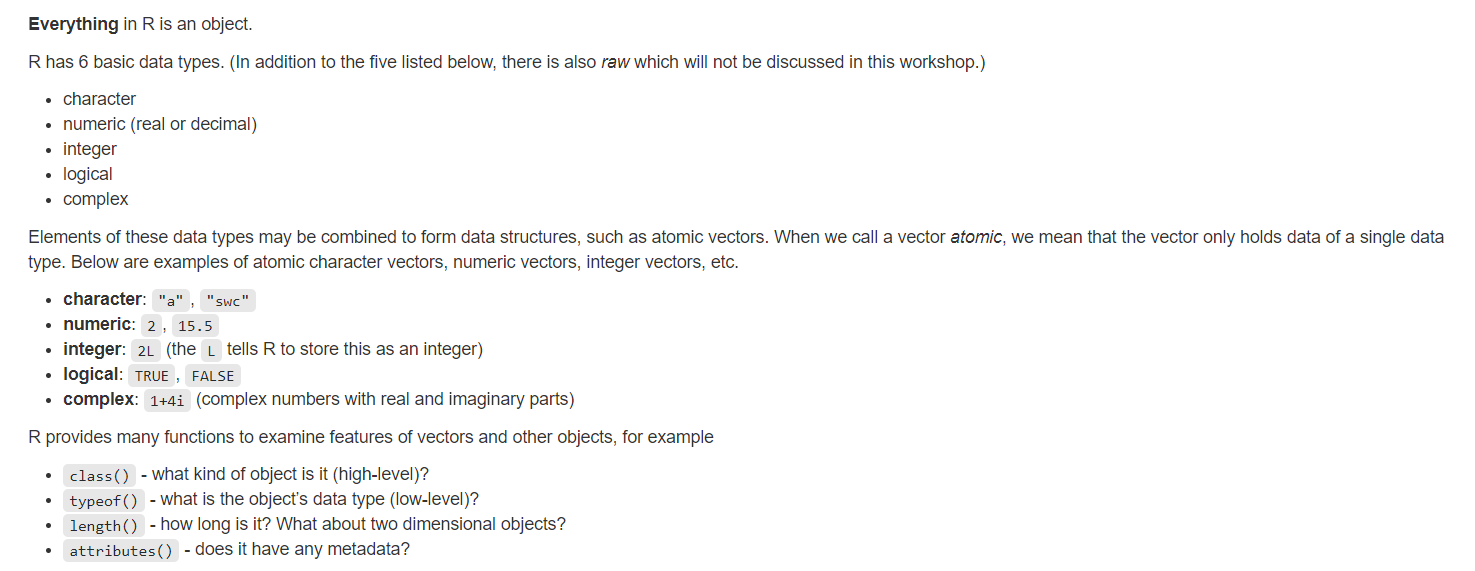 Everything in R is an object.
R has 6 basic data types. (In addition to the five listed below, there is also raw which will not be discussed in this workshop.)
• character
• numeric (real or decimal)
• integer
• logical
• complex
Elements of these data types may be combined to form data structures, such as atomic vectors. When we call a vector atomic, we mean that the vector only holds data of a single data
type. Below are examples of atomic character vectors, numeric vectors, integer vectors, etc.
• character: "a" , "swc"
• numeric: 2 , 15.5
• integer: 2L (the L tells R to store this as an integer)
• logical: TRUE , FALSE
• complex: 1+4i (complex numbers with real and imaginary parts)
R provides many functions to examine features of vectors and other objects, for example
• class() - what kind of object is it (high-level)?
• typeof() - what is the object’s data type (low-level)?
• length() - how long is it? What about two dimensional objects?
• attributes() - does it have any metadata?